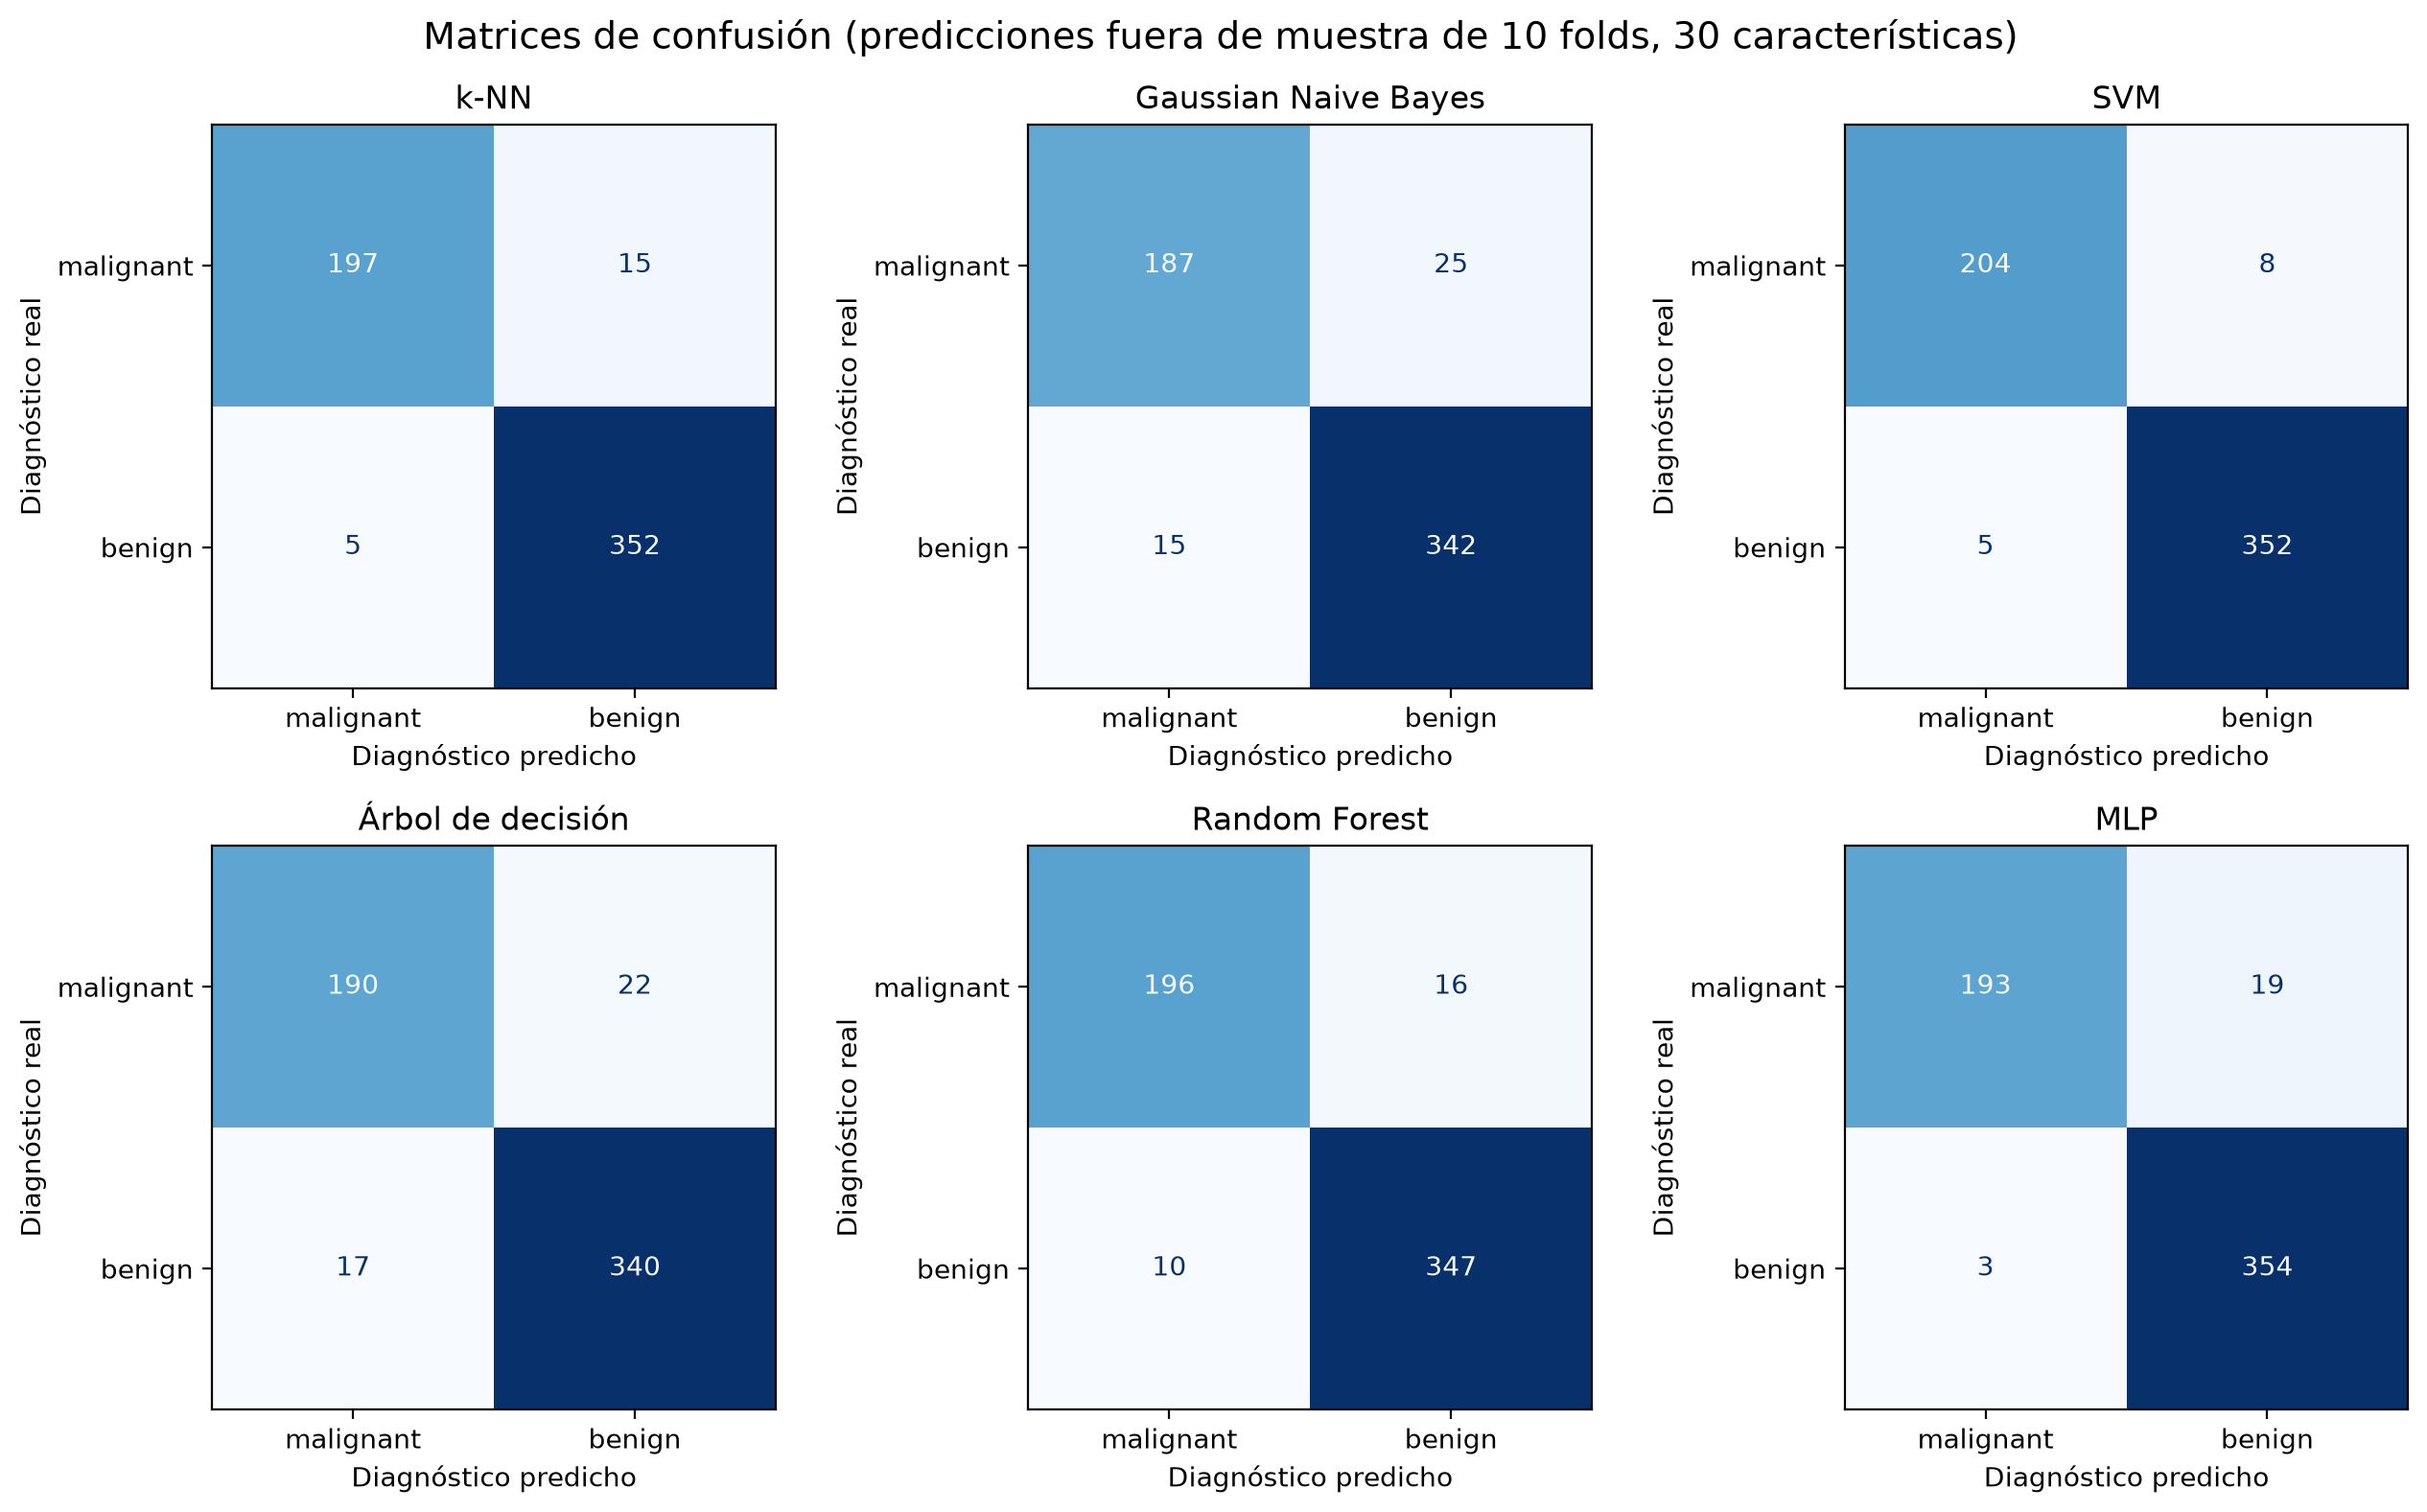 Matrices de confusión (predicciones fuera de muestra de 10 folds, 30 características)
k-NN
Diagnóstico real
malignant
197
15
benign
5
352
malignant
benign
Diagnóstico predicho
Gaussian Naive Bayes
Diagnóstico real
malignant
187
25
benign
15
342
malignant
benign
Diagnóstico predicho
SVM
Diagnóstico real
malignant
204
8
benign
5
352
malignant
benign
Diagnóstico predicho
Árbol de decisión
Diagnóstico real
malignant
190
22
benign
17
340
malignant
benign
Diagnóstico predicho
Random Forest
Diagnóstico real
malignant
196
16
benign
10
347
malignant
benign
Diagnóstico predicho
MLP
Diagnóstico real
malignant
193
19
benign
3
354
malignant
benign
Diagnóstico predicho